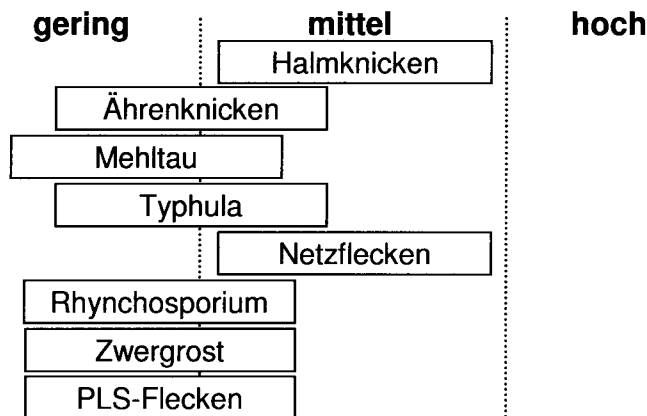 gering mittel hoch
Halmknicken
Ährenknicken
Mehltau
Typhula
Netzflecken
Rhynchosporium
Zwergrost
PLS-Flecken